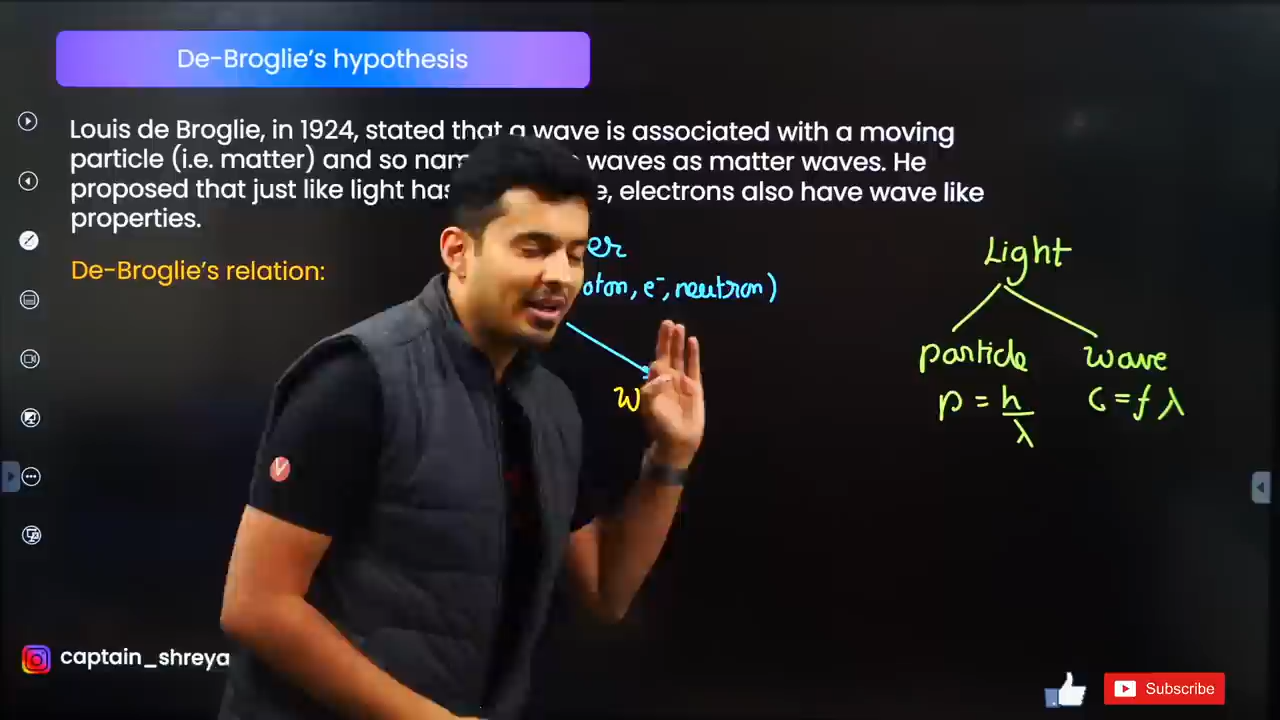 De-Broglie's hypothesis
Louis de Broglie, in 1924, stated that a wave is associated with a moving
particle (i.e. matter) and so nam waves as matter waves. He
proposed that just like light has e, electrons also have wave like
properties.
De-Broglie's relation:
er
oton, e⁻, neutron)
w
Light
particle wave
p = h/λ c = f λ
V
captain_shreya
Subscribe